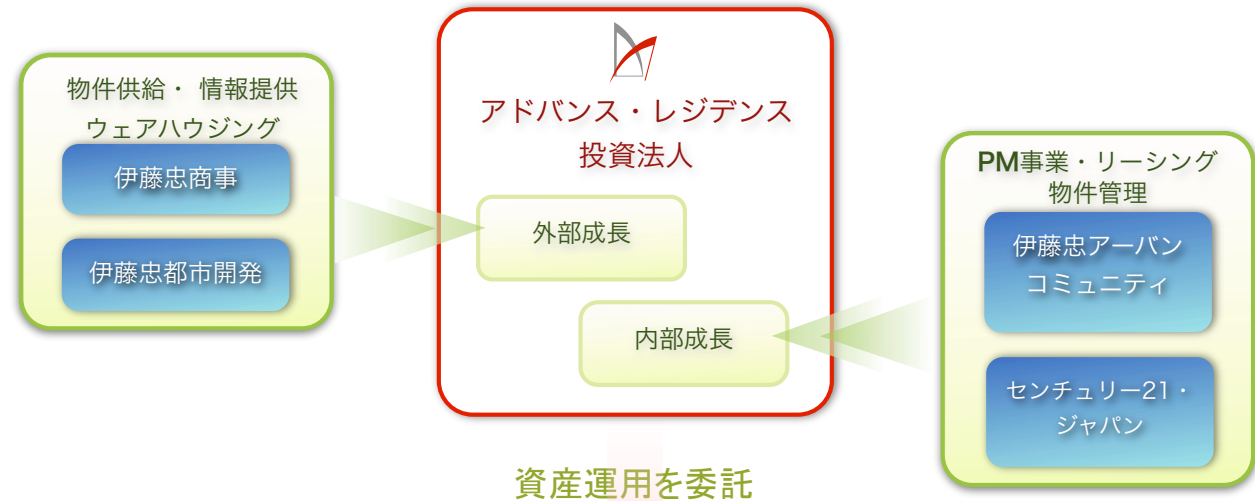 物件供給・ 情報提供
ウェアハウジング
伊藤忠商事
伊藤忠都市開発
アドバンス・レジデンス
投資法人
外部成長
内部成長
PM事業・リーシング
物件管理
伊藤忠アーバン
コミュニティ
センチュリー21・
ジャパン
資産運用を委託